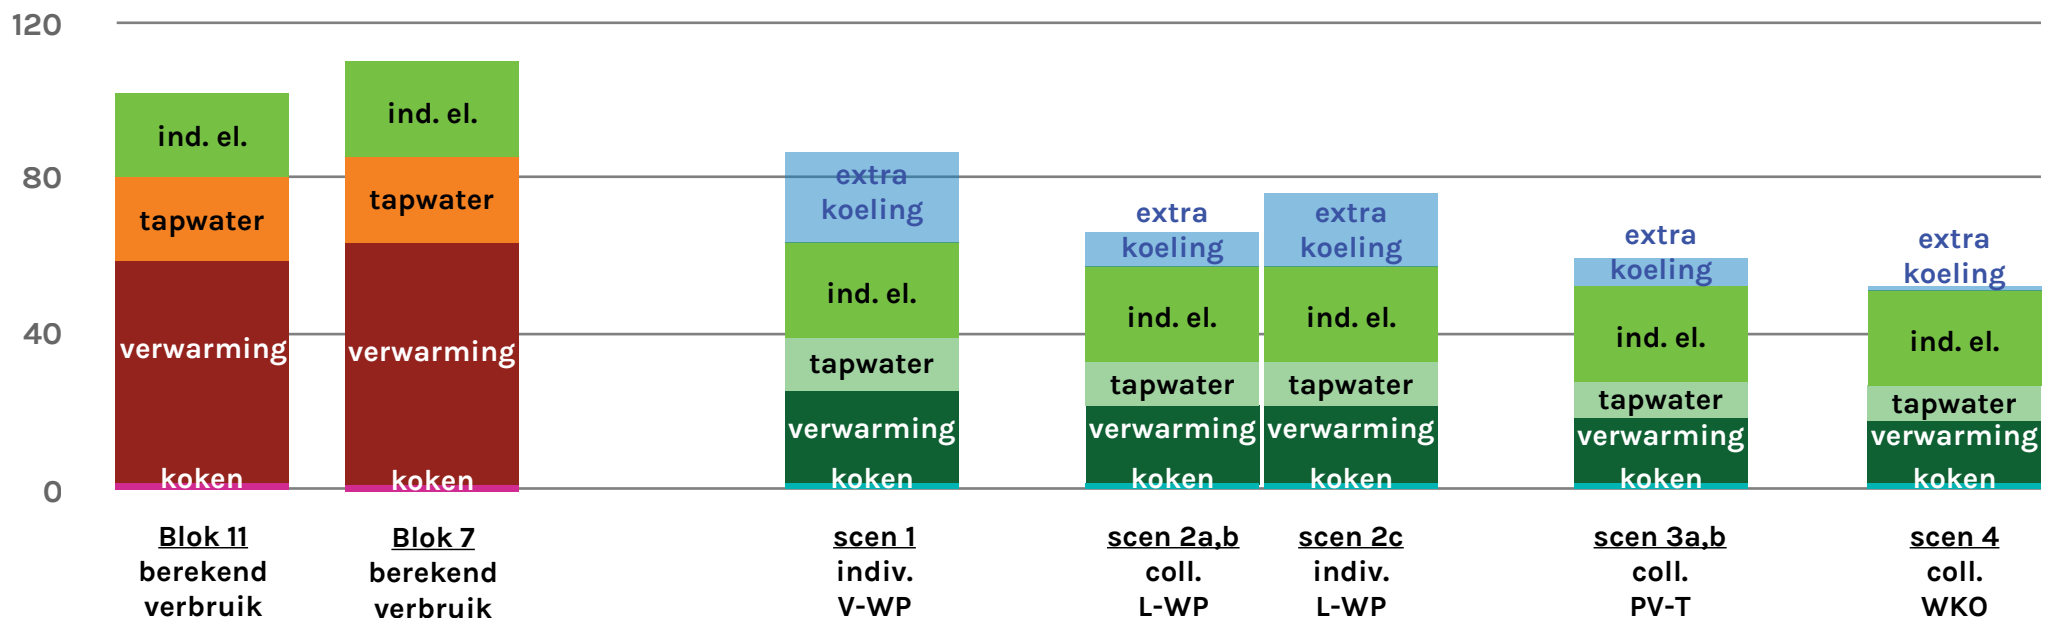 120
80
40
0
ind. el.
tapwater
verwarming
koken
ind. el.
tapwater
verwarming
koken
extra
koeling
ind. el.
tapwater
verwarming
koken
extra
koeling
ind. el.
tapwater
verwarming
koken
extra
koeling
ind. el.
tapwater
verwarming
koken
extra
koeling
ind. el.
tapwater
verwarming
koken
extra
koeling
ind. el.
tapwater
verwarming
koken
Blok 11
berekend
verbruik
Blok 7
berekend
verbruik
scen 1
indiv.
V-WP
scen 2a,b
coll.
L-WP
scen 2c
indiv.
L-WP
scen 3a,b
coll.
PV-T
scen 4
coll.
WKO